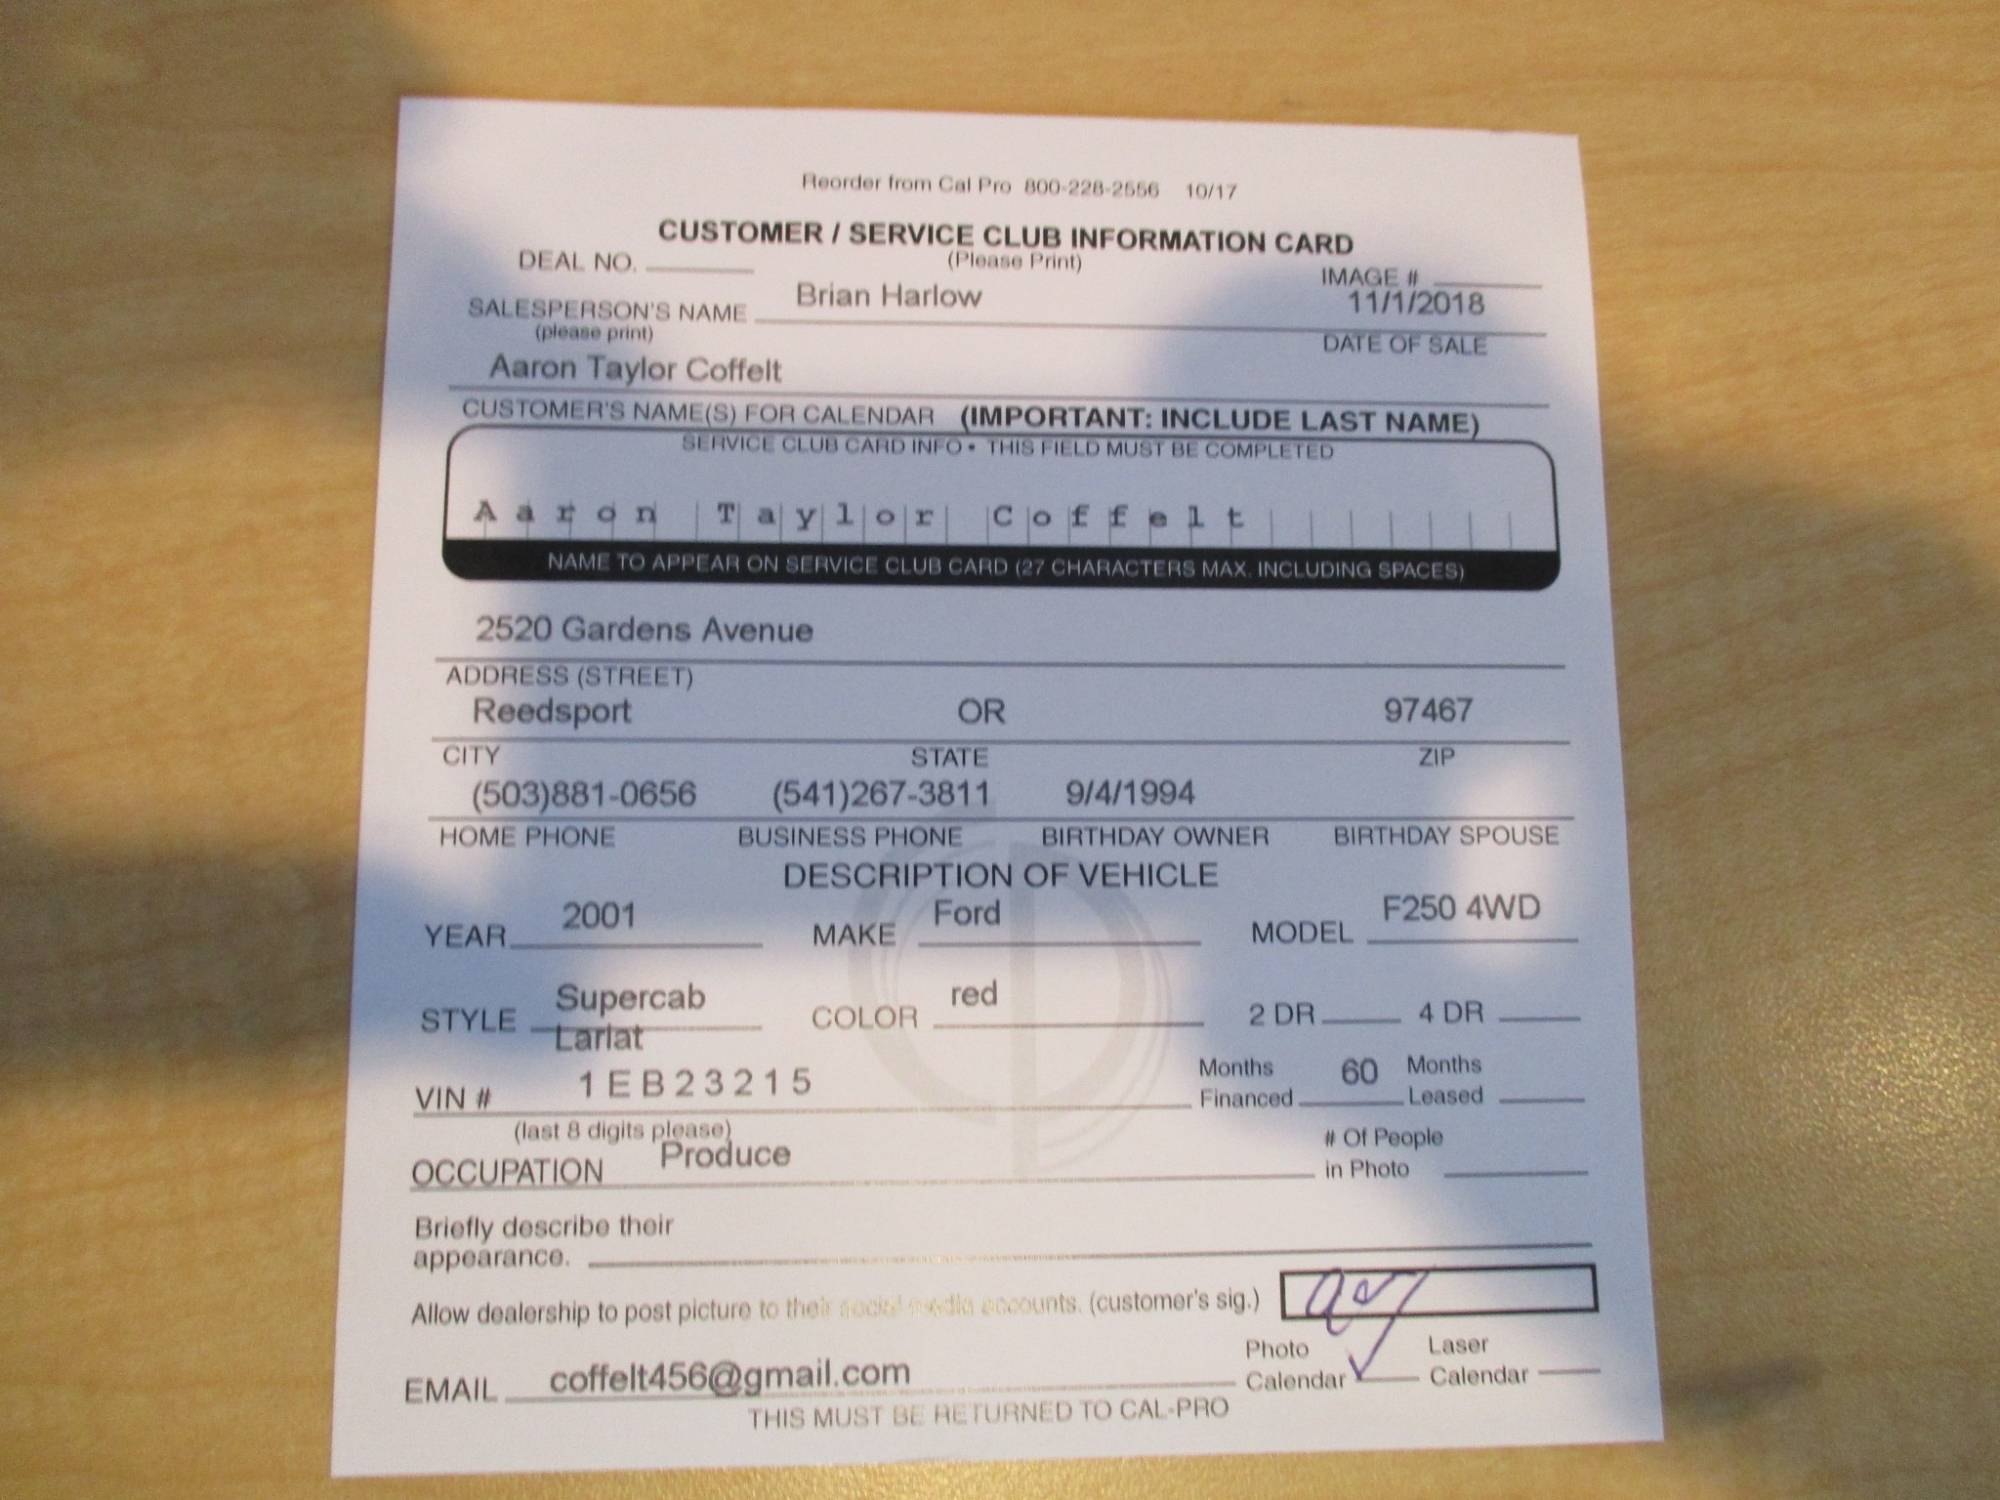 Reorder from Cal Pro 800-228-2556 10/17
CUSTOMER / SERVICE CLUB INFORMATION CARD
DEAL NO. (Please Print) IMAGE #
SALESPERSON'S NAME Brian Harlow 11/1/2018
(please print) DATE OF SALE
Aaron Taylor Coffelt
CUSTOMER'S NAME(S) FOR CALENDAR (IMPORTANT: INCLUDE LAST NAME)
SERVICE CLUB CARD INFO • THIS FIELD MUST BE COMPLETED
Aaron Taylor Coffelt
NAME TO APPEAR ON SERVICE CLUB CARD (27 CHARACTERS MAX. INCLUDING SPACES)
2520 Gardens Avenue
ADDRESS (STREET)
Reedsport OR 97467
CITY STATE ZIP
(503)881-0656 (541)267-3811 9/4/1994
HOME PHONE BUSINESS PHONE BIRTHDAY OWNER BIRTHDAY SPOUSE
DESCRIPTION OF VEHICLE
YEAR 2001 MAKE Ford MODEL F250 4WD
STYLE Supercab COLOR red 2 DR 4 DR
Lariat
VIN # 1EB23215 Months Financed 60 Months Leased
(last 8 digits please)
OCCUPATION Produce # Of People in Photo
Briefly describe their
appearance.
Allow dealership to post picture to their social media accounts. (customer's sig.)
EMAIL coffelt456@gmail.com Photo Calendar ✓ Laser Calendar
THIS MUST BE RETURNED TO CAL-PRO